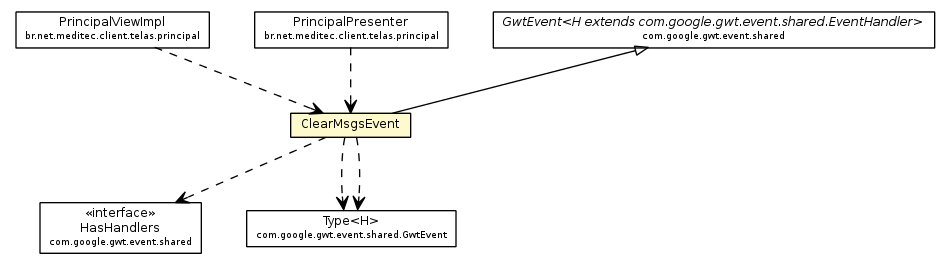 PrincipalViewImpl
br.net.meditec.client.telas.principal
PrincipalPresenter
br.net.meditec.client.telas.principal
GwtEvent<H extends com.google.gwt.event.shared.EventHandler>
com.google.gwt.event.shared
ClearMsgsEvent
«interface»
HasHandlers
com.google.gwt.event.shared
Type<H>
com.google.gwt.event.shared.GwtEvent